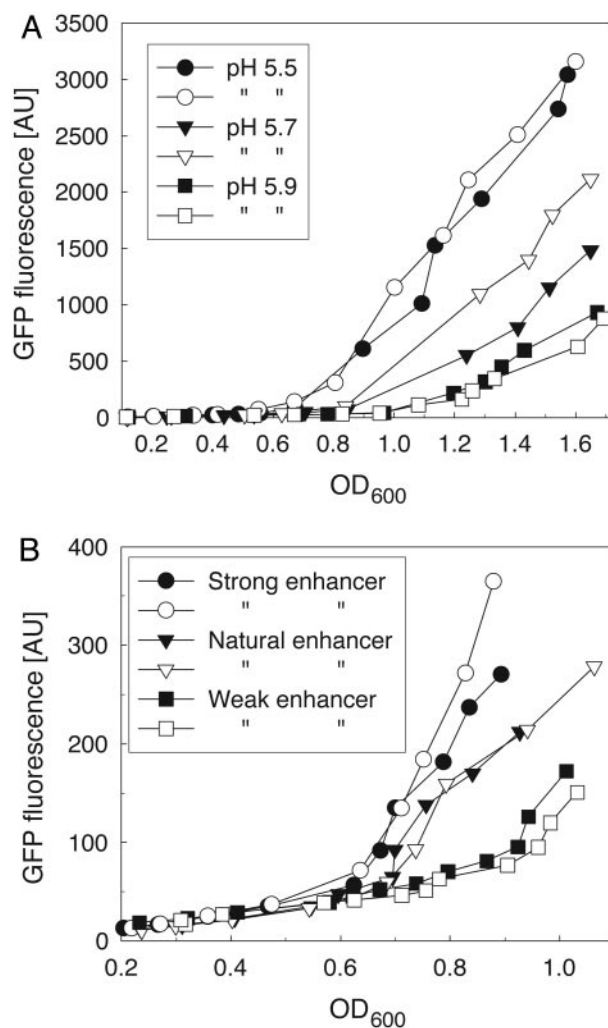 A
GFP fluorescence [AU]
3500
3000
2500
2000
1500
1000
500
0
pH 5.5
" "
pH 5.7
" "
pH 5.9
" "
0.2 0.4 0.6 0.8 1.0 1.2 1.4 1.6
OD600
B
GFP fluorescence [AU]
400
300
200
100
0
Strong enhancer
" "
Natural enhancer
" "
Weak enhancer
" "
0.2 0.4 0.6 0.8 1.0
OD600